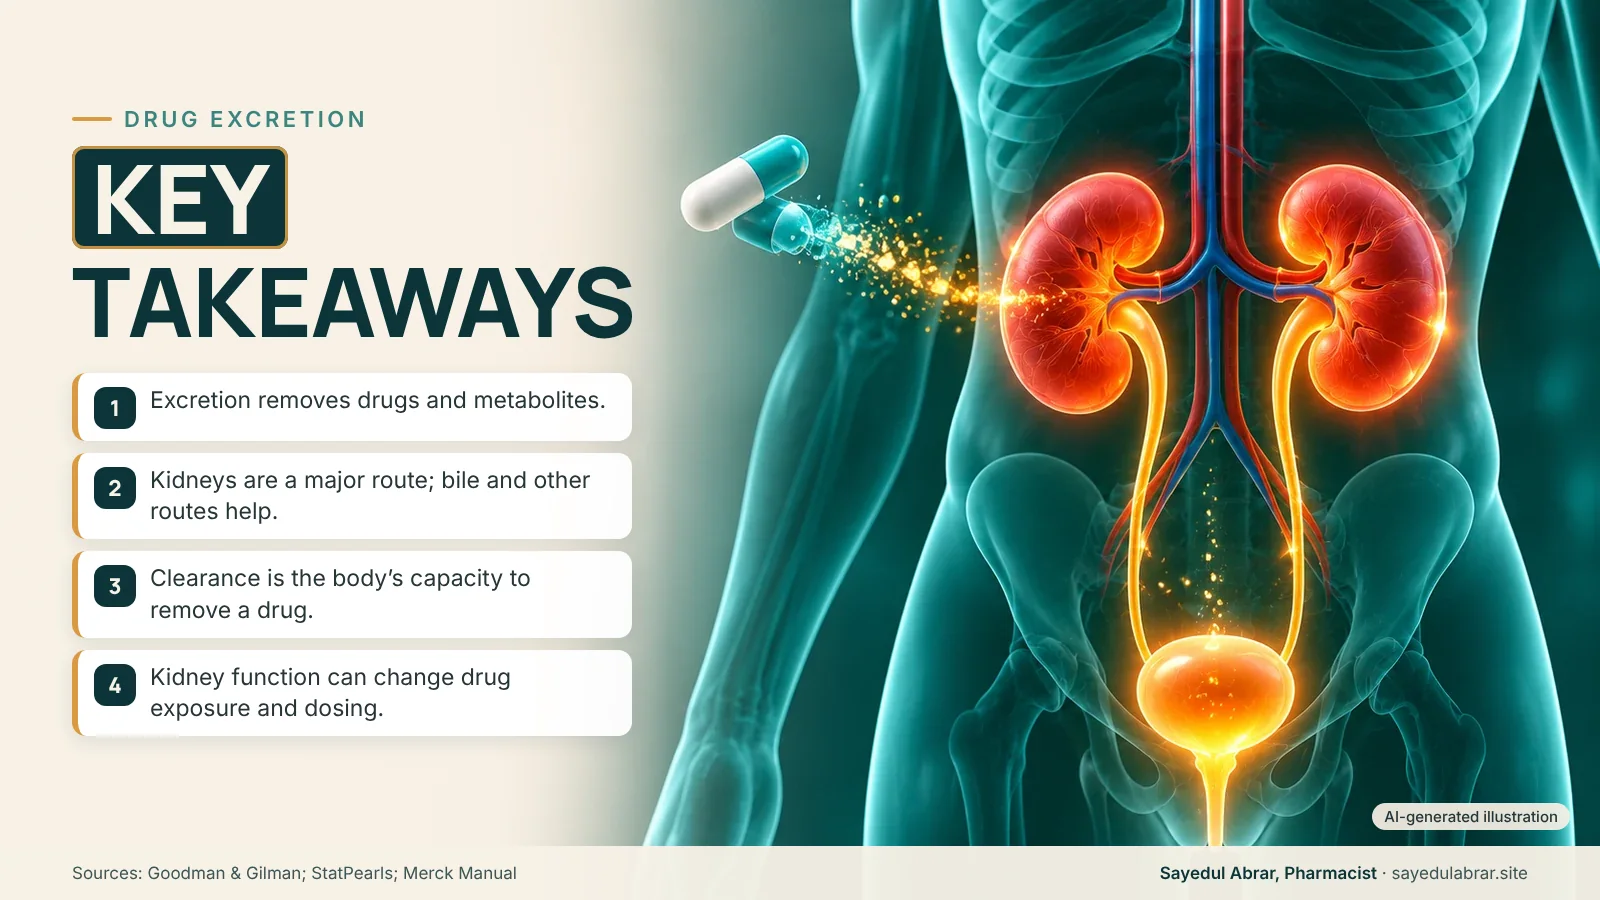 DRUG EXCRETION
KEY
TAKEAWAYS
1
Excretion removes drugs and metabolites.
2
Kidneys are a major route; bile and other
routes help.
3
Clearance is the body’s capacity to
remove a drug.
4
Kidney function can change drug
exposure and dosing.
AI-generated illustration
Sources: Goodman & Gilman; StatPearls; Merck Manual
Sayedul Abrar, Pharmacist · sayedulabrar.site